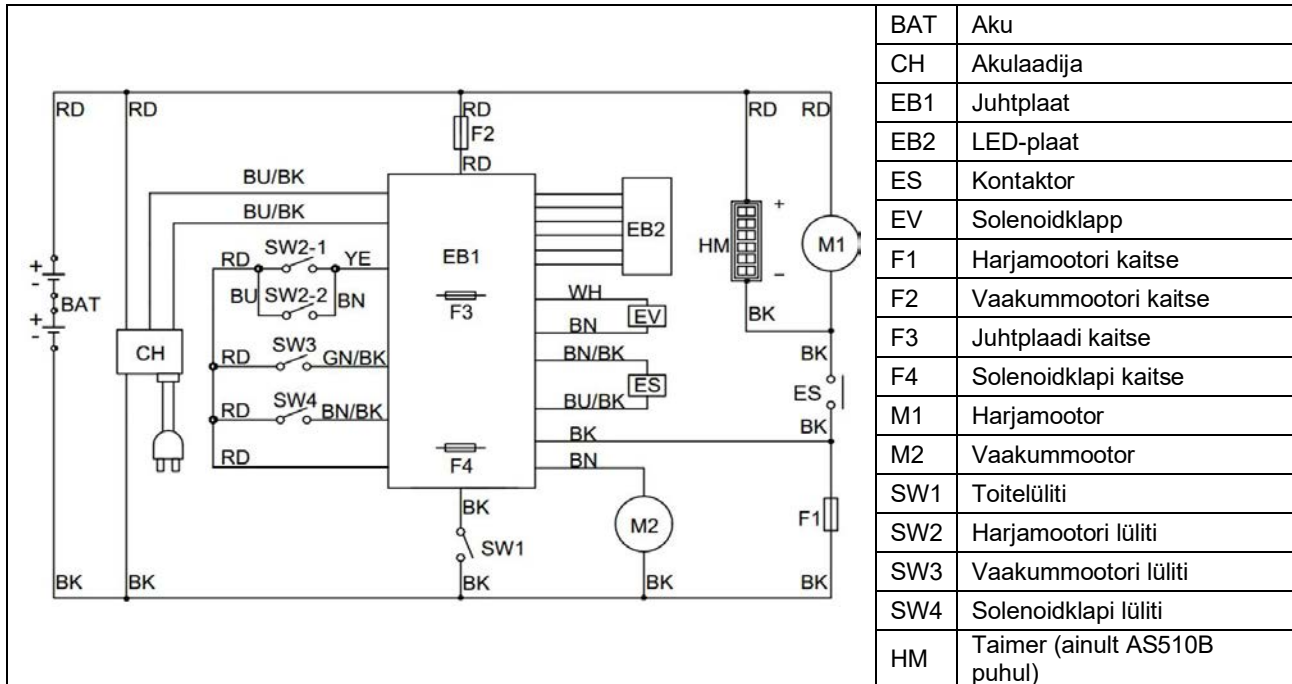 RD RD RD RD RD
F2
RD
BU/BK
BU/BK
SW2-1
RD YE
BU SW2-2 BN
SW3
RD GN/BK
SW4
RD BN/BK
RD
EB1
F3
F4
EB2
WH
EV
BN
BN/BK
ES
BU/BK
BK
BN
+
-
+
-
BAT
CH
HM
+
–
M1
BK
BK
ES
BK
F1
M2
BK
SW1
BK BK BK BK BK
BAT Aku
CH Akulaadija
EB1 Juhtplaat
EB2 LED-plaat
ES Kontaktor
EV Solenoidklapp
F1 Harjamootori kaitse
F2 Vaakummootori kaitse
F3 Juhtplaadi kaitse
F4 Solenoidklapi kaitse
M1 Harjamootor
M2 Vaakummootor
SW1 Toitelüliti
SW2 Harjamootori lüliti
SW3 Vaakummootori lüliti
SW4 Solenoidklapi lüliti
HM Taimer (ainult AS510B
puhul)